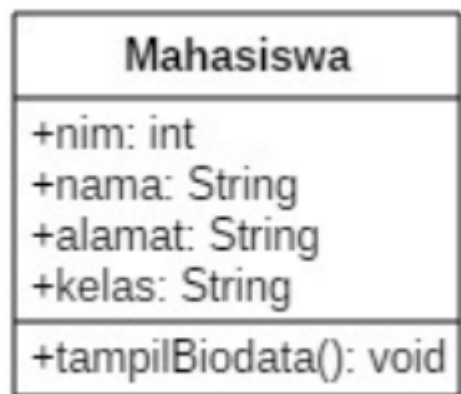 Mahasiswa
+nim: int
+nama: String
+alamat: String
+kelas: String
+tampilBiodata(): void